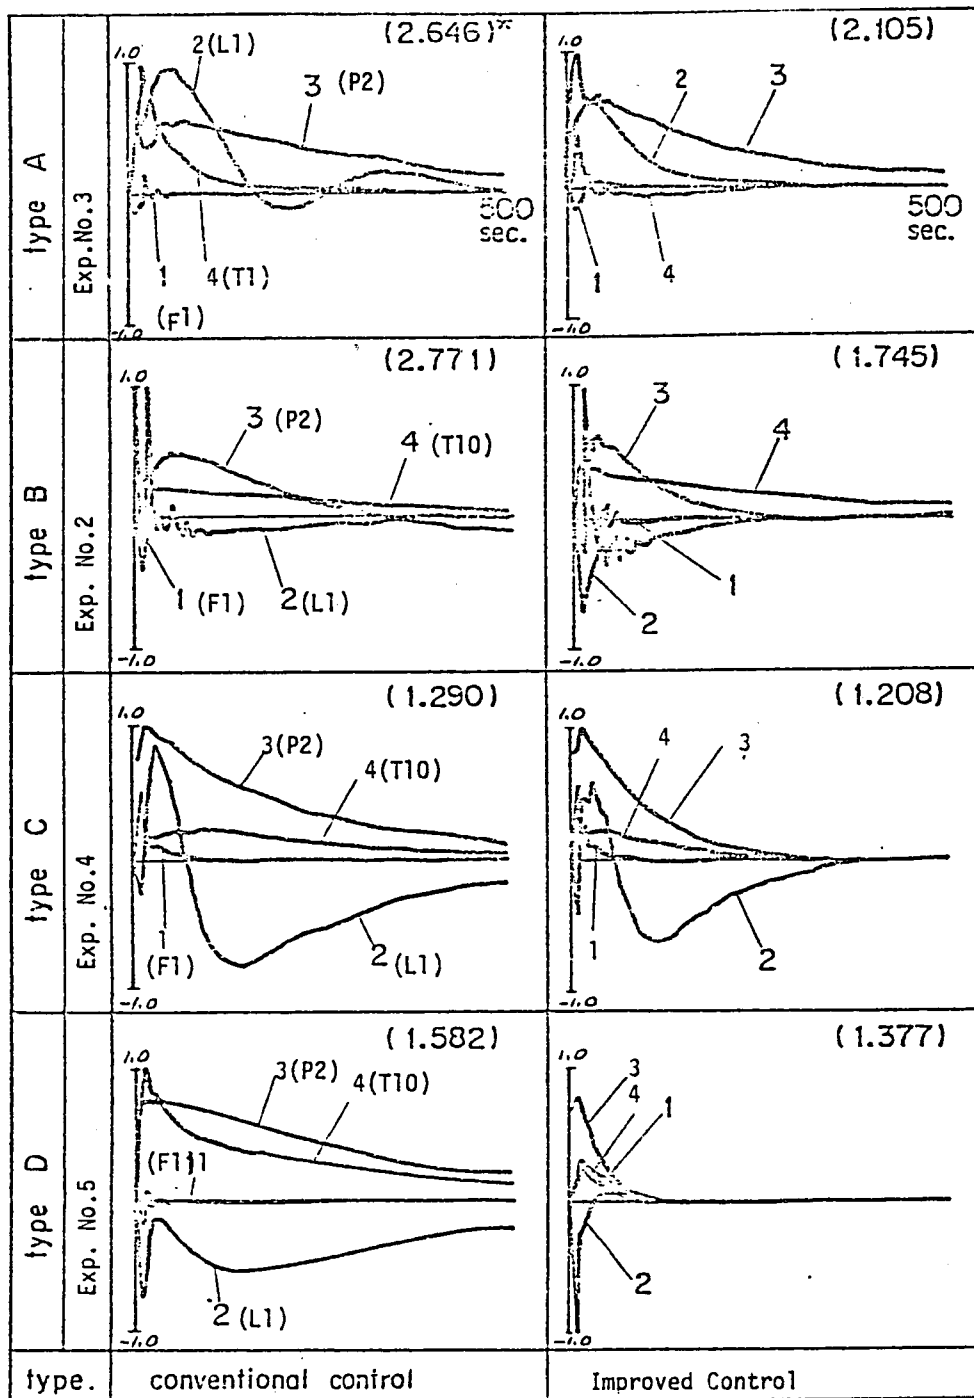 type A
Exp.No.3
1.0
2(L1)
(2.646)*
3 (P2)
500
sec.
1
(F1)
4(T1)
-1.0
1.0
(2.105)
2
3
500
sec.
1
4
-1.0
type B
Exp. No.2
1.0
(2.771)
3 (P2)
4 (T10)
1 (F1)
2 (L1)
-1.0
1.0
(1.745)
3
4
1
2
-1.0
type C
Exp. No.4
1.0
(1.290)
3(P2)
4(T10)
1
(F1)
2 (L1)
-1.0
1.0
(1.208)
4
3
1
2
-1.0
type D
Exp. No.5
1.0
(1.582)
3(P2)
4(T10)
(F1)1
2 (L1)
-1.0
1.0
(1.377)
3
4
1
2
-1.0
type.
conventional control
Improved Control